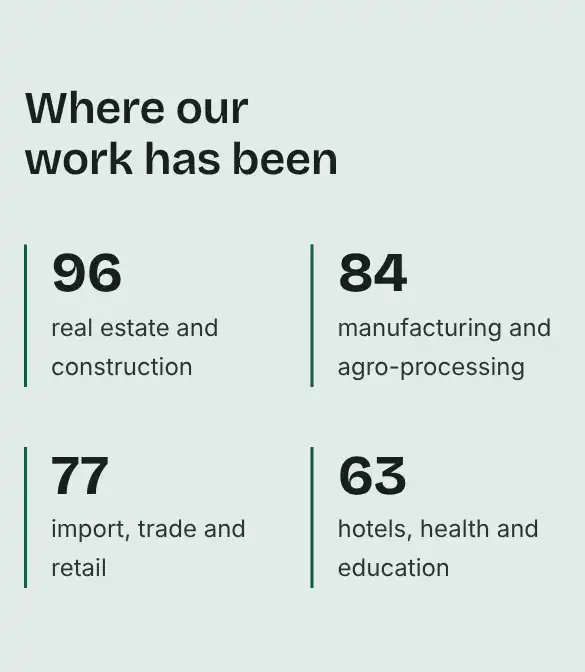 Where our
work has been
96
real estate and
construction
84
manufacturing and
agro-processing
77
import, trade and
retail
63
hotels, health and
education